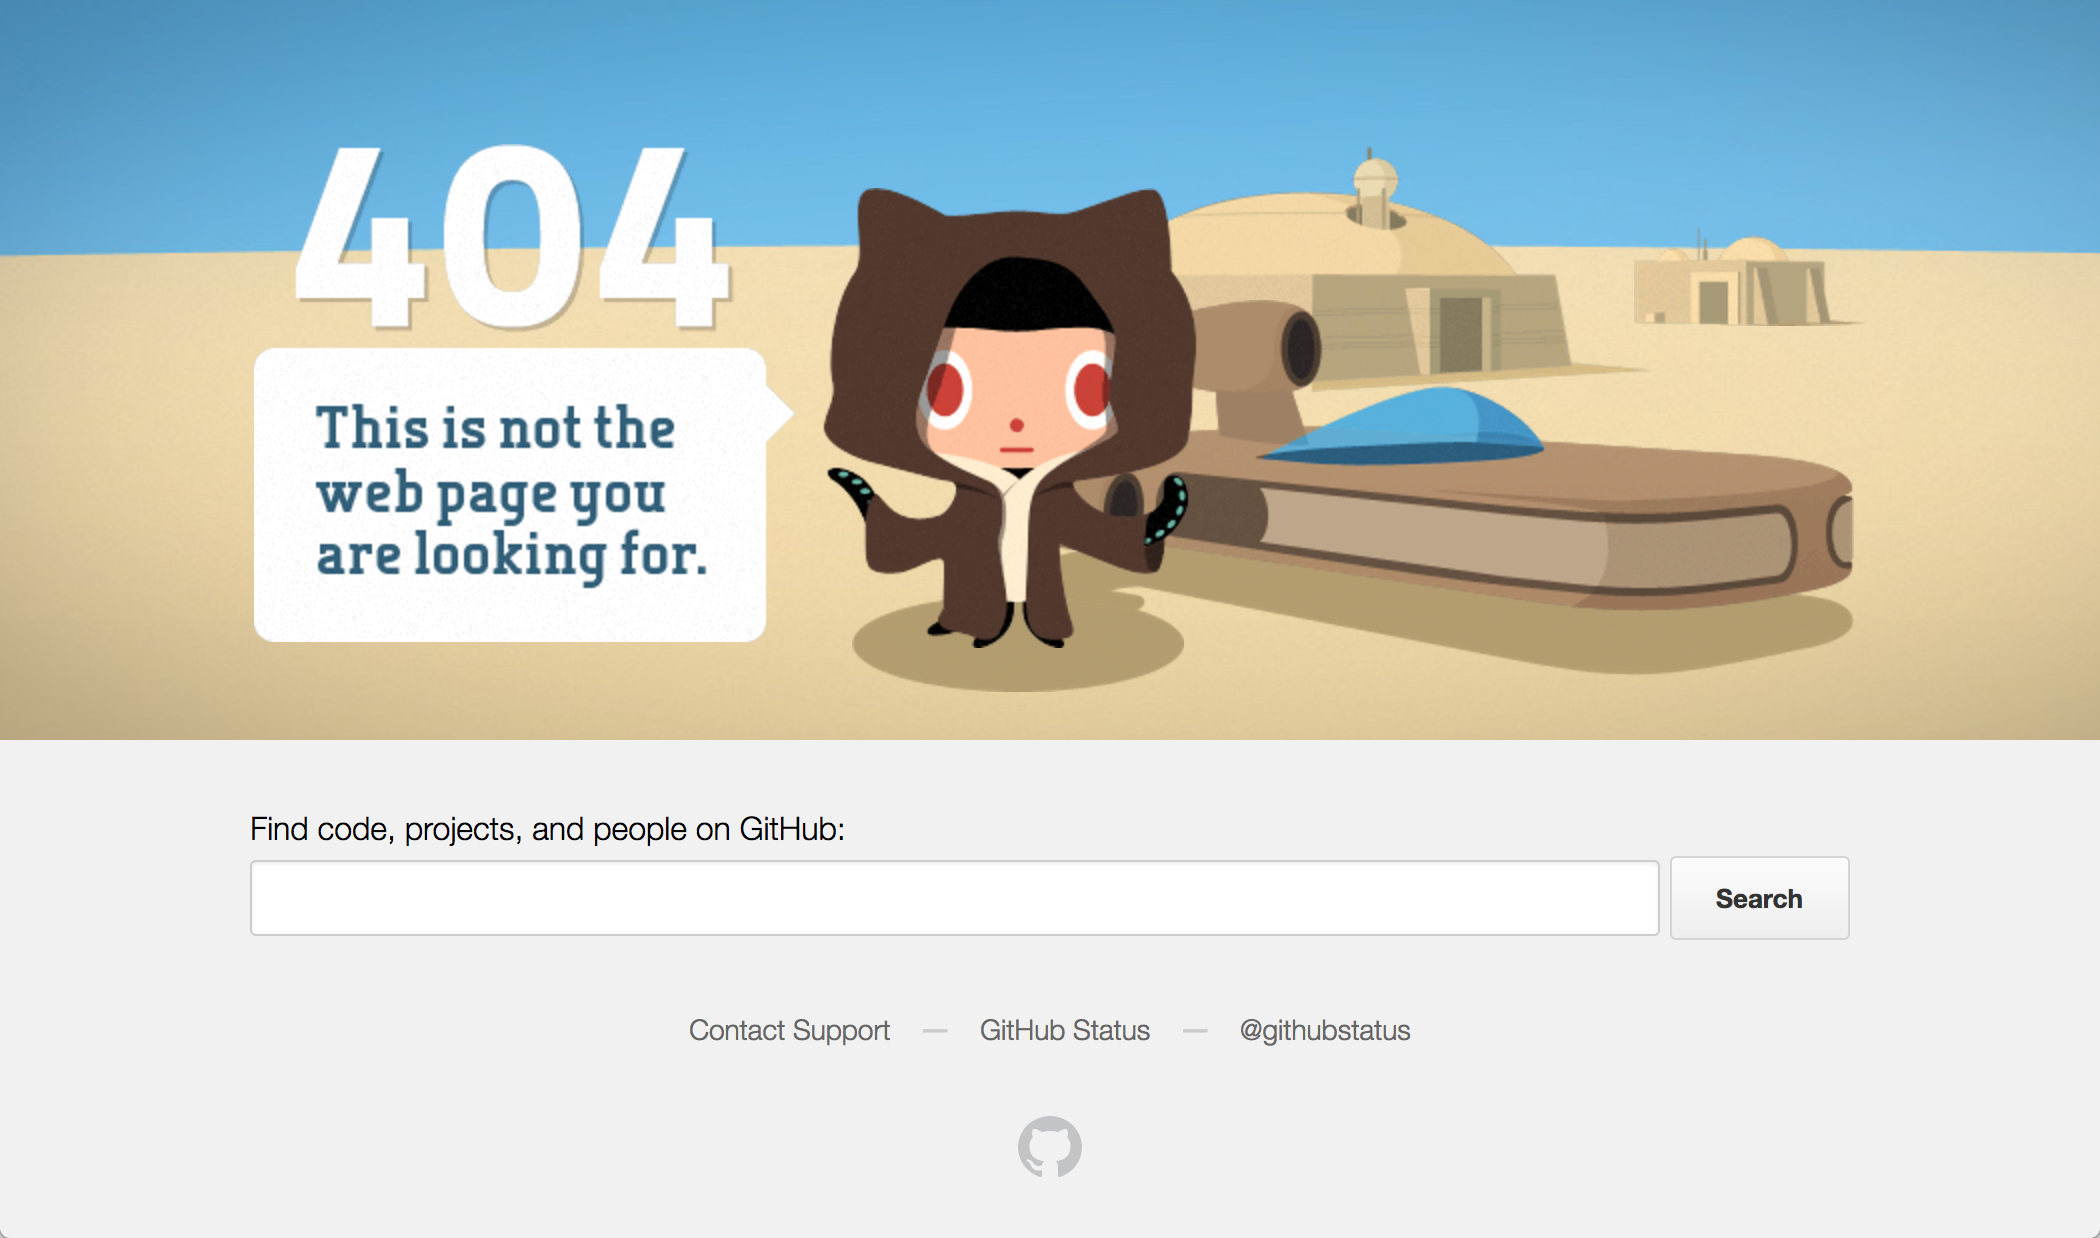 404
This is not the
web page you
are looking for.
Find code, projects, and people on GitHub:
Search
Contact Support — GitHub Status — @githubstatus